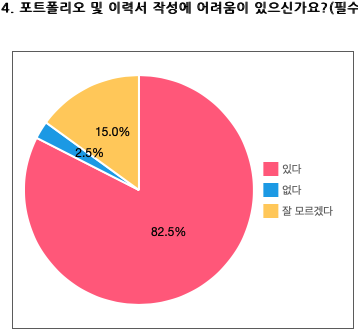 4. 포트폴리오 및 이력서 작성에 어려움이 있으신가요?(필수
15.0%
2.5%
82.5%
있다
없다
잘 모르겠다